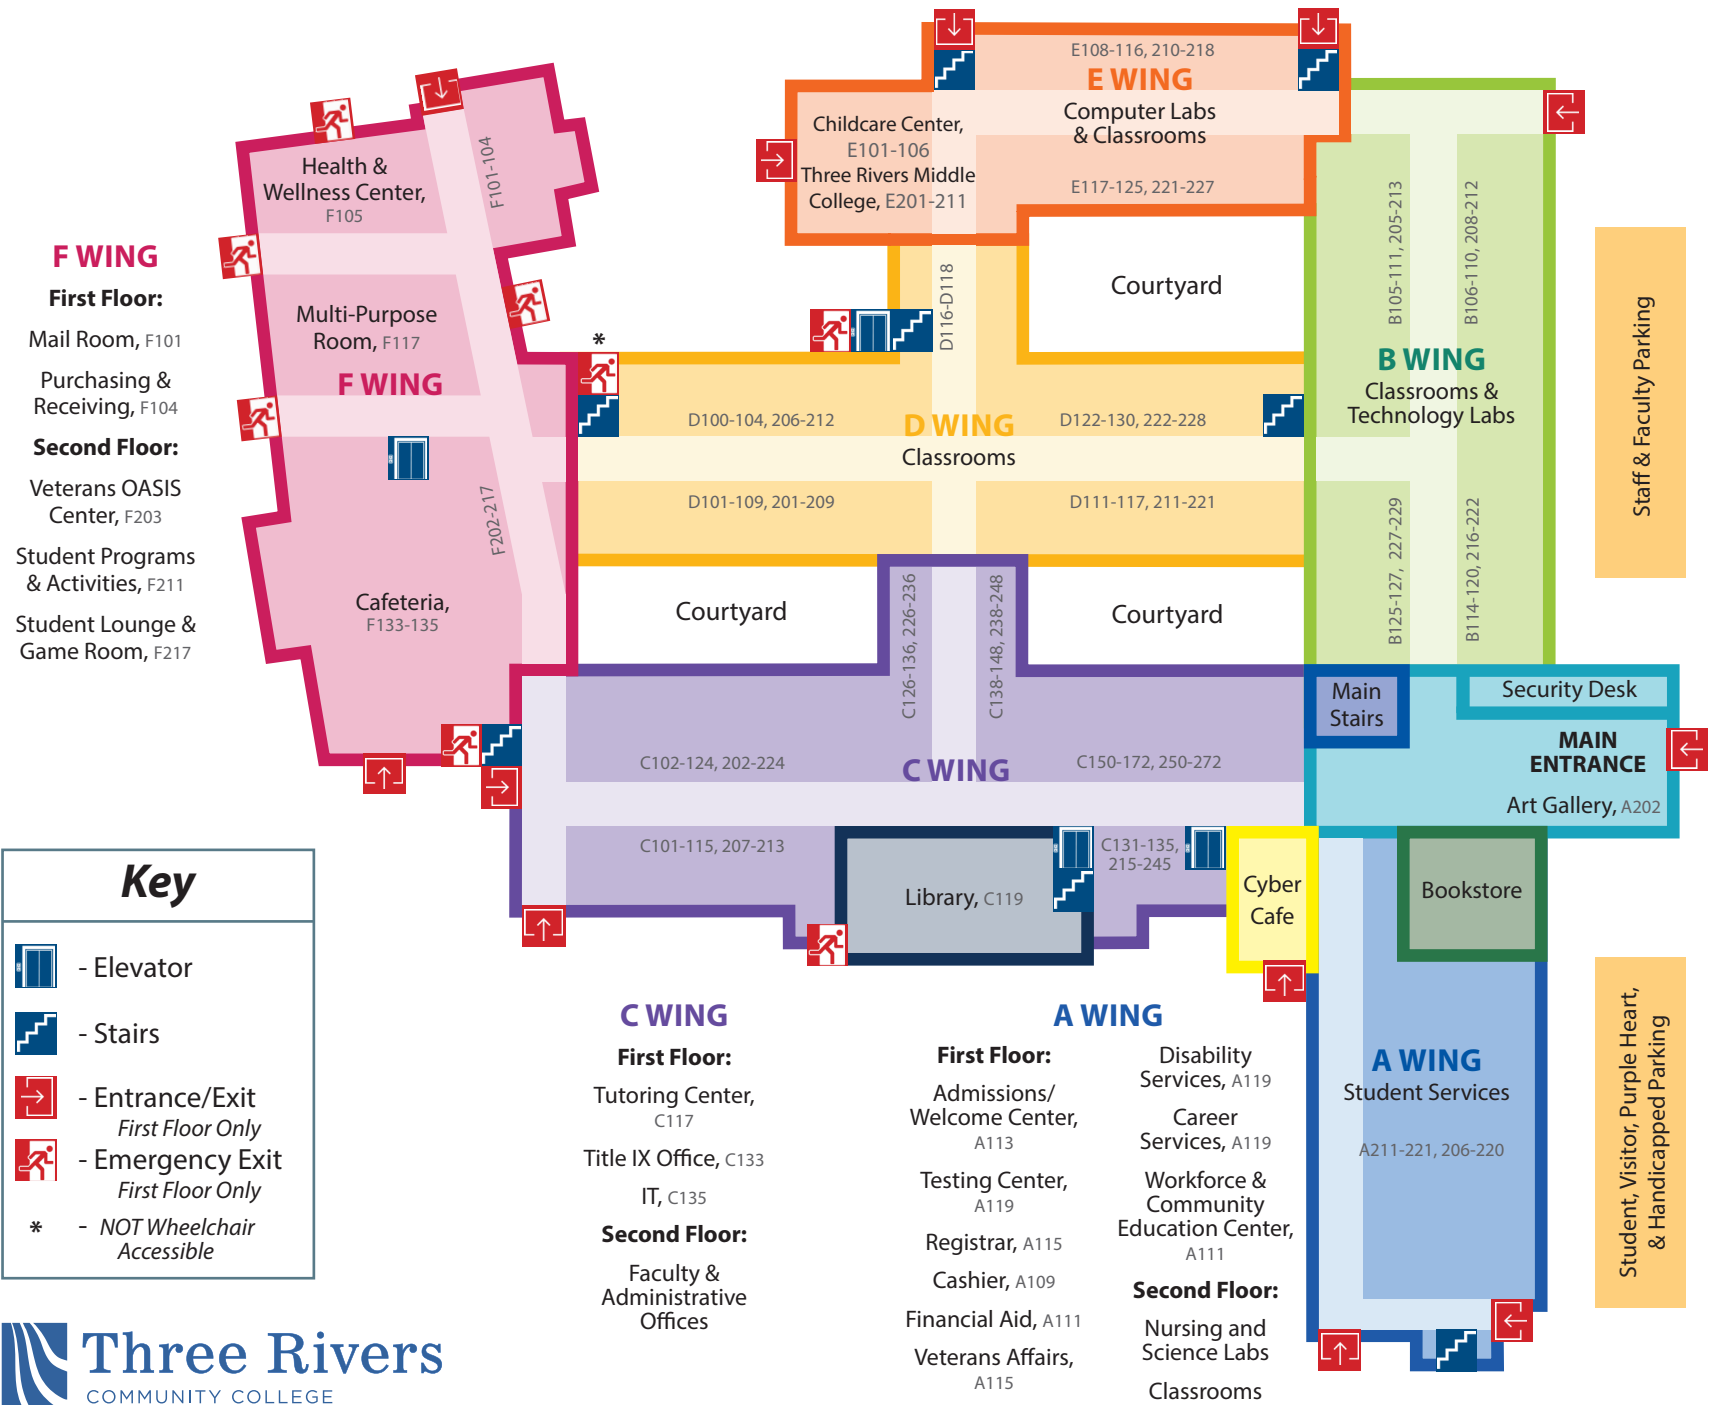 E108-116, 210-218
E WING
Computer Labs
& Classrooms
E117-125, 221-227
Childcare Center,
E101-106
Three Rivers Middle
College, E201-211
F101-104
Health &
Wellness Center,
F105
Multi-Purpose
Room, F117
F WING
F202-217
Cafeteria,
F133-135
F WING
First Floor:
Mail Room, F101
Purchasing &
Receiving, F104
Second Floor:
Veterans OASIS
Center, F203
Student Programs
& Activities, F211
Student Lounge &
Game Room, F217
*
D116-D118
Courtyard
D100-104, 206-212
D WING
Classrooms
D122-130, 222-228
D101-109, 201-209
D111-117, 211-221
B105-111, 205-213
B106-110, 208-212
B WING
Classrooms &
Technology Labs
B125-127, 227-229
B114-120, 216-222
Staff & Faculty Parking
Courtyard
Courtyard
C126-136, 226-236
C138-148, 238-248
C102-124, 202-224
C WING
C150-172, 250-272
C101-115, 207-213
Library, C119
C131-135,
215-245
Main
Stairs
Security Desk
MAIN
ENTRANCE
Art Gallery, A202
Cyber
Cafe
Bookstore
A WING
Student Services
A211-221, 206-220
Student, Visitor, Purple Heart,
& Handicapped Parking
Key
- Elevator
- Stairs
- Entrance/Exit
First Floor Only
- Emergency Exit
First Floor Only
* - NOT Wheelchair
Accessible
C WING
First Floor:
Tutoring Center,
C117
Title IX Office, C133
IT, C135
Second Floor:
Faculty &
Administrative
Offices
A WING
First Floor:
Admissions/
Welcome Center,
A113
Testing Center,
A119
Registrar, A115
Cashier, A109
Financial Aid, A111
Veterans Affairs,
A115
Disability
Services, A119
Career
Services, A119
Workforce &
Community
Education Center,
A111
Second Floor:
Nursing and
Science Labs
Classrooms
Three Rivers
COMMUNITY COLLEGE